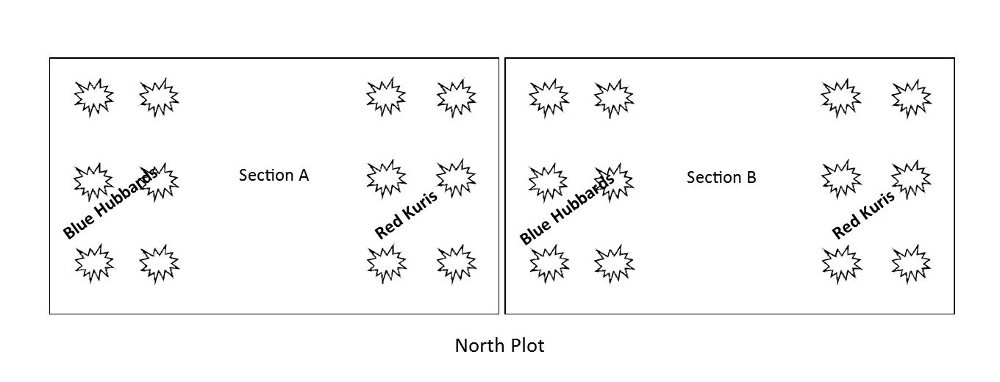 Section A
Blue Hubbards
Red Kuris
Section B
Blue Hubbards
Red Kuris
North Plot